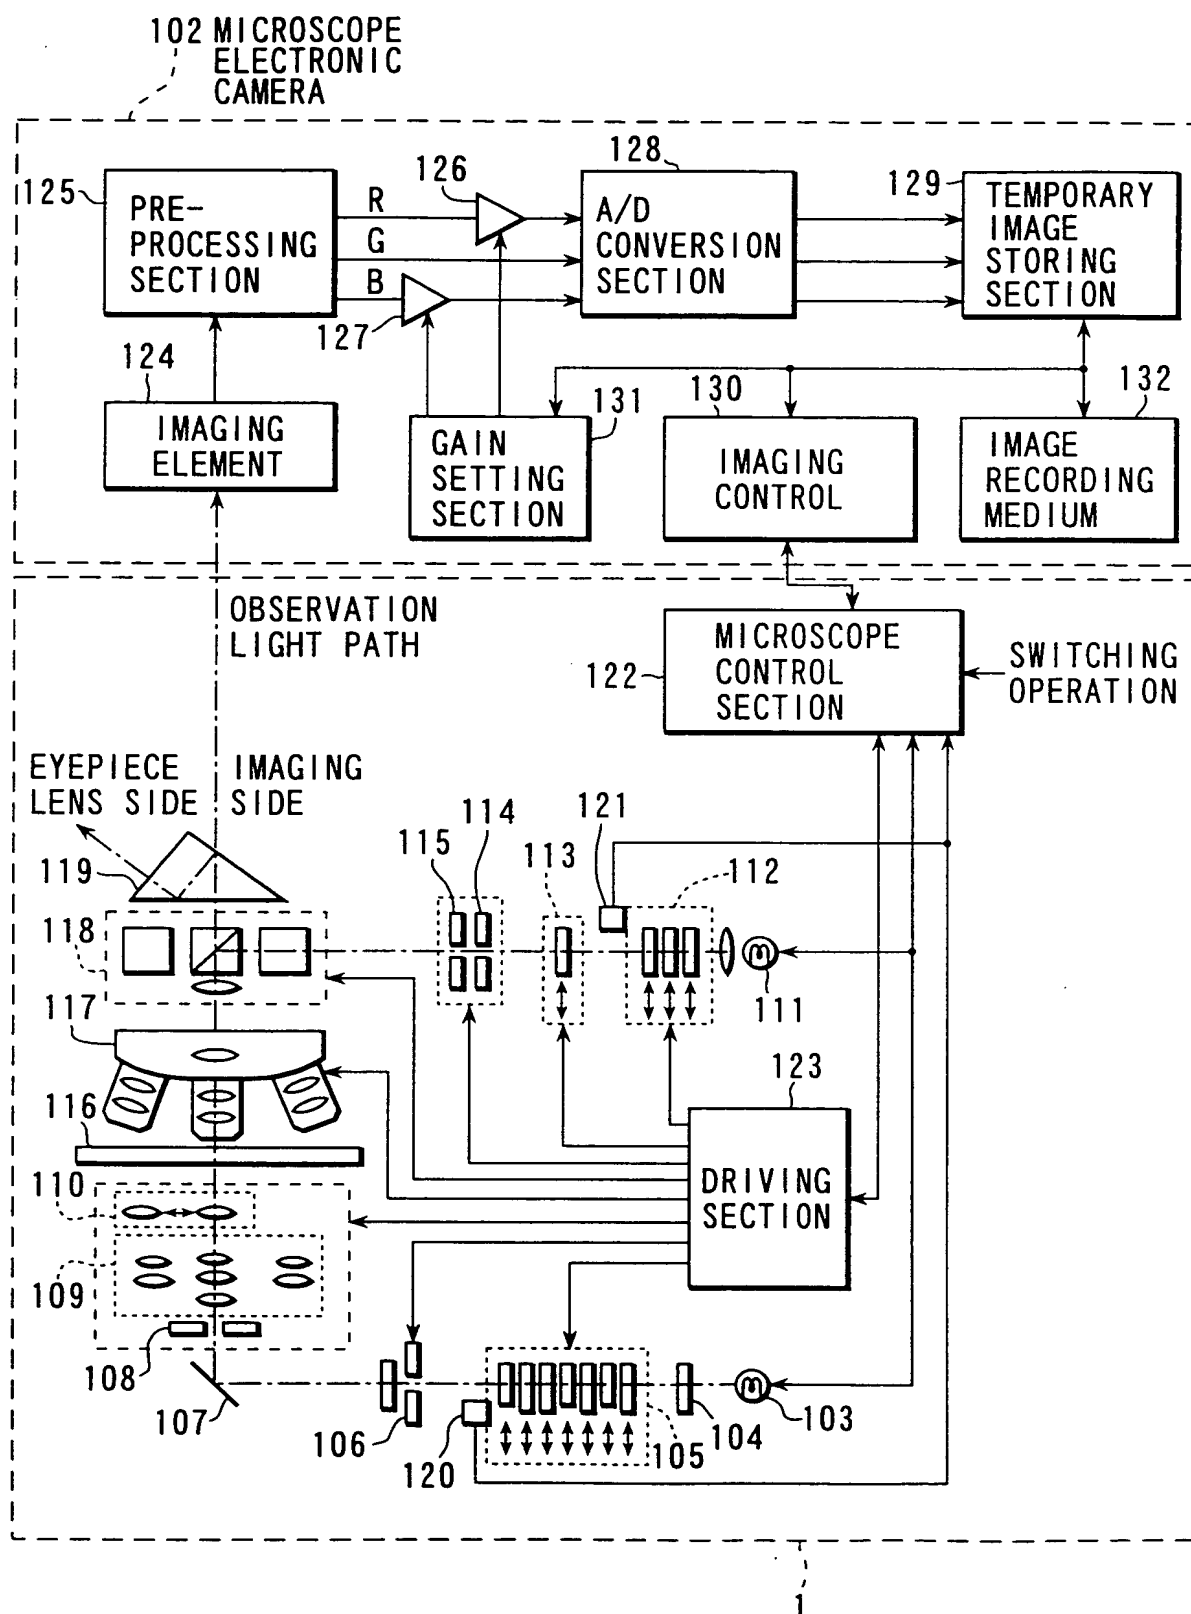 102 MICROSCOPE
ELECTRONIC
CAMERA
125
PRE-
PROCESSING
SECTION
R
G
B
126
127
128
A/D
CONVERSION
SECTION
129
TEMPORARY
IMAGE
STORING
SECTION
124
IMAGING
ELEMENT
131
GAIN
SETTING
SECTION
130
IMAGING
CONTROL
132
IMAGE
RECORDING
MEDIUM
OBSERVATION
LIGHT PATH
122
MICROSCOPE
CONTROL
SECTION
SWITCHING
OPERATION
EYEPIECE
LENS SIDE
IMAGING
SIDE
119
115
114
113
121
112
111
118
117
116
123
DRIVING
SECTION
110
109
108
107
106
120
105
104
103
1